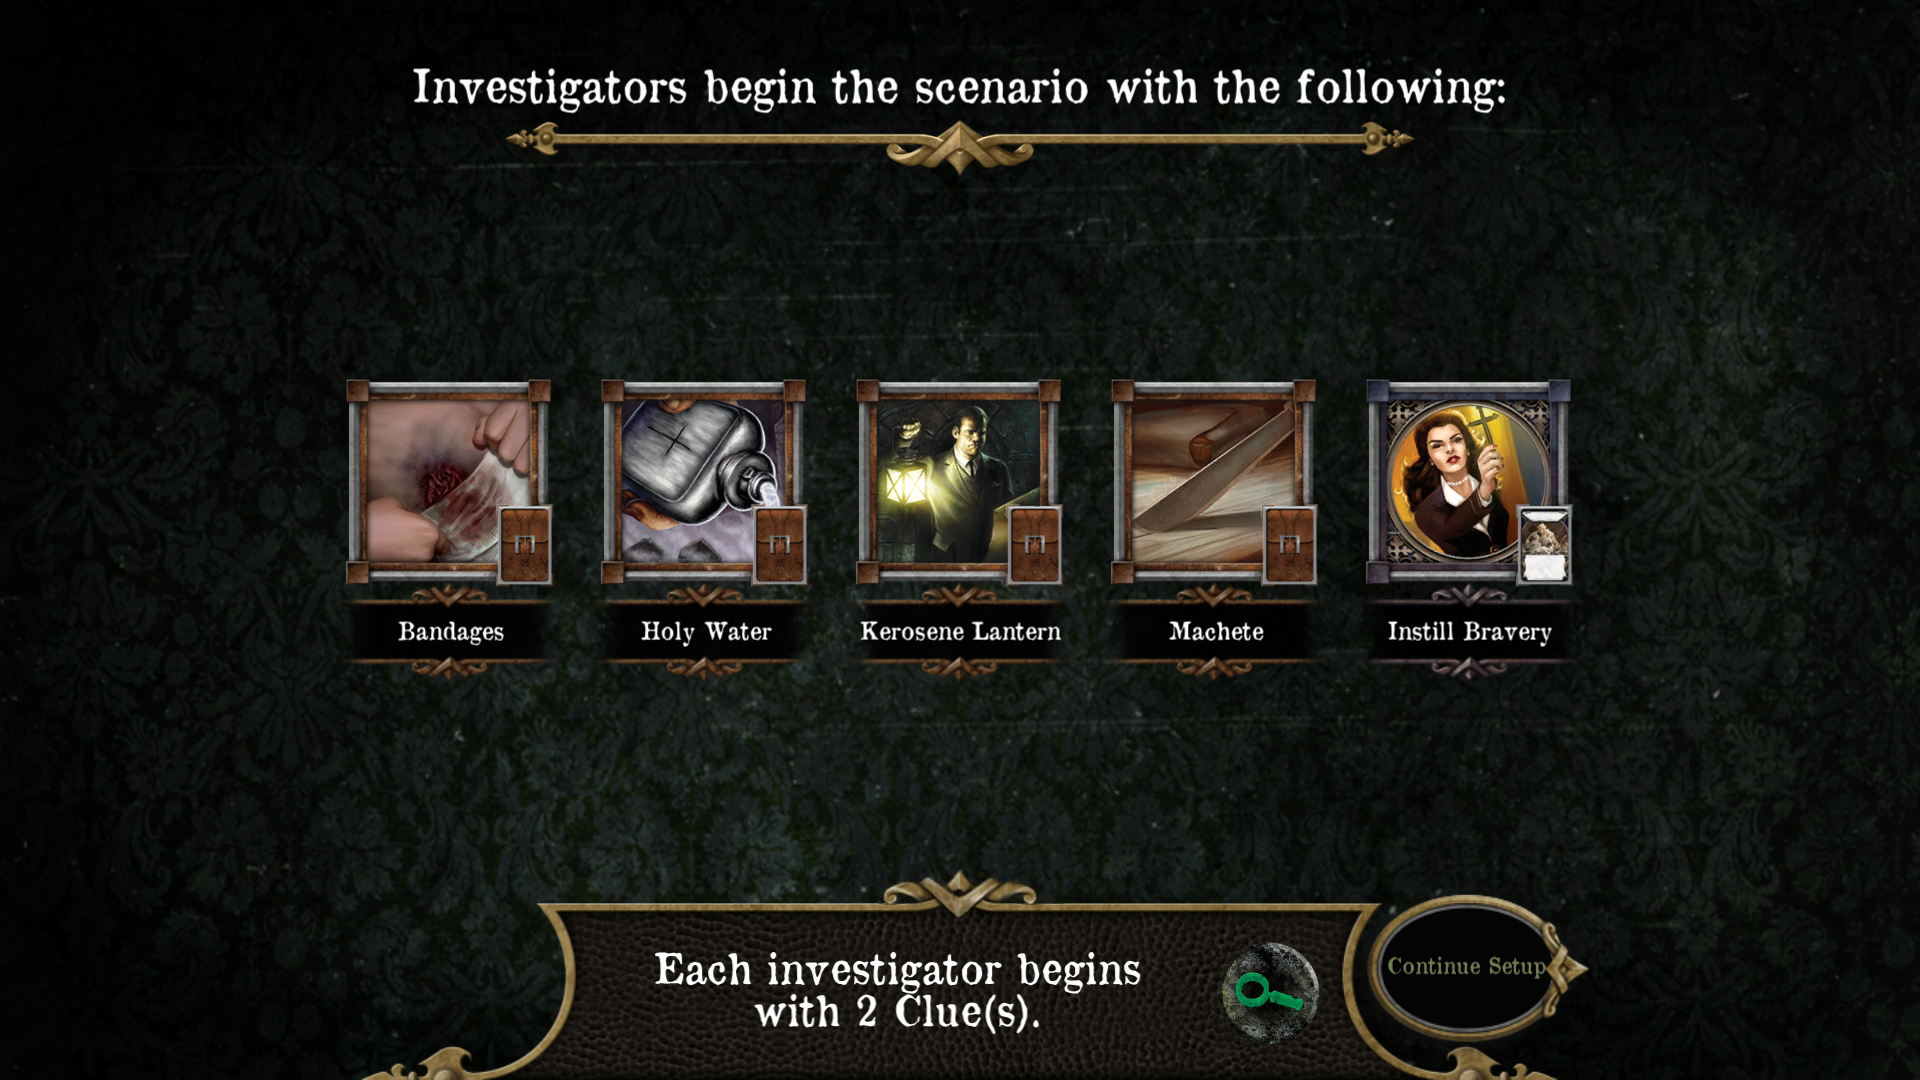 Investigators begin the scenario with the following:
Bandages
Holy Water
Kerosene Lantern
Machete
Instill Bravery
Each investigator begins
with 2 Clue(s).
Continue Setup